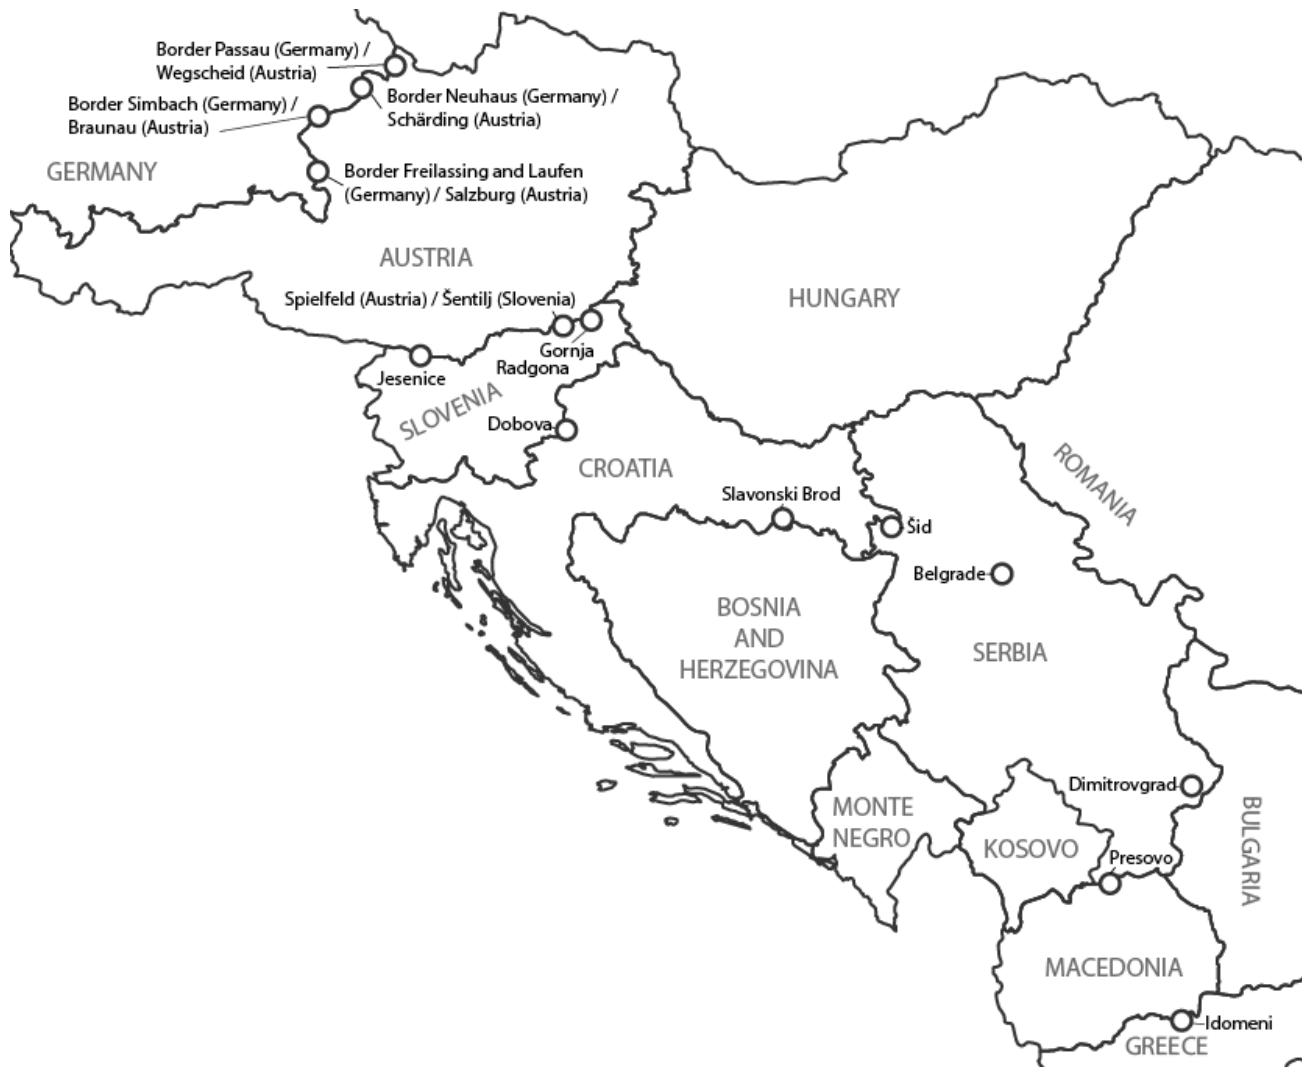 Border Passau (Germany) /
Wegscheid (Austria)
Border Simbach (Germany) /
Braunau (Austria)
Border Neuhaus (Germany) /
Schärding (Austria)
GERMANY
Border Freilassing and Laufen
(Germany) / Salzburg (Austria)
AUSTRIA
Spielfeld (Austria) / Šentilj (Slovenia)
HUNGARY
Gornja
Radgona
Jesenice
SLOVENIA
Dobova
CROATIA
ROMANIA
Slavonski Brod
Šid
Belgrade
BOSNIA
AND
HERZEGOVINA
SERBIA
Dimitrovgrad
MONTE
NEGRO
KOSOVO
Presovo
BULGARIA
MACEDONIA
Idomeni
GREECE